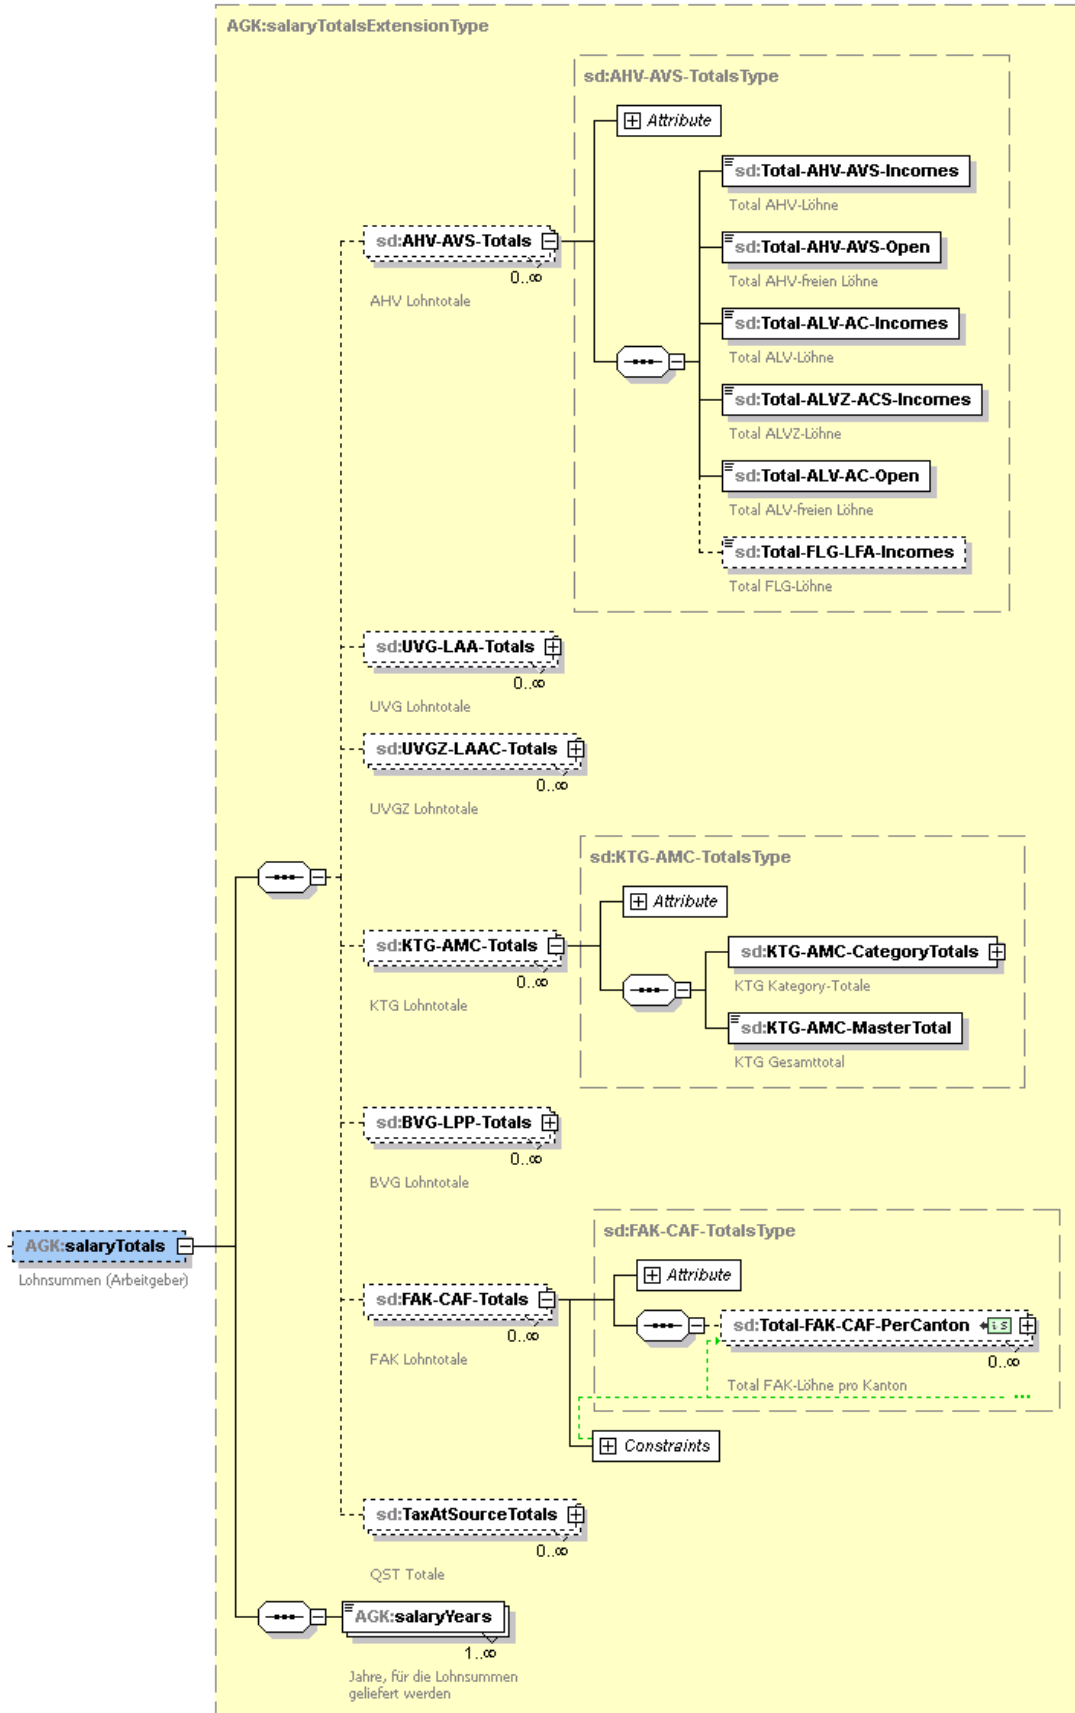 AGK:salaryTotalsExtensionType
sd:AHV-AVS-TotalsType
Attribute
sd:Total-AHV-AVS-Incomes
Total AHV-Löhne
sd:AHV-AVS-Totals
0..∞
AHV Lohntotale
sd:Total-AHV-AVS-Open
Total AHV-freien Löhne
sd:Total-ALV-AC-Incomes
Total ALV-Löhne
sd:Total-ALVZ-ACS-Incomes
Total ALVZ-Löhne
sd:Total-ALV-AC-Open
Total ALV-freien Löhne
sd:Total-FLG-LFA-Incomes
Total FLG-Löhne
sd:UVG-LAA-Totals
0..∞
UVG Lohntotale
sd:UVGZ-LAAC-Totals
0..∞
UVGZ Lohntotale
sd:KTG-AMC-TotalsType
Attribute
sd:KTG-AMC-Totals
0..∞
KTG Lohntotale
sd:KTG-AMC-CategoryTotals
KTG Kategory-Totale
sd:KTG-AMC-MasterTotal
KTG Gesamttotal
sd:BVG-LPP-Totals
0..∞
BVG Lohntotale
AGK:salaryTotals
Lohnsummen (Arbeitgeber)
sd:FAK-CAF-TotalsType
Attribute
sd:FAK-CAF-Totals
0..∞
FAK Lohntotale
sd:Total-FAK-CAF-PerCanton
is
0..∞
Total FAK-Löhne pro Kanton
Constraints
sd:TaxAtSourceTotals
0..∞
QST Totale
AGK:salaryYears
1..∞
Jahre, für die Lohnsummen
geliefert werden